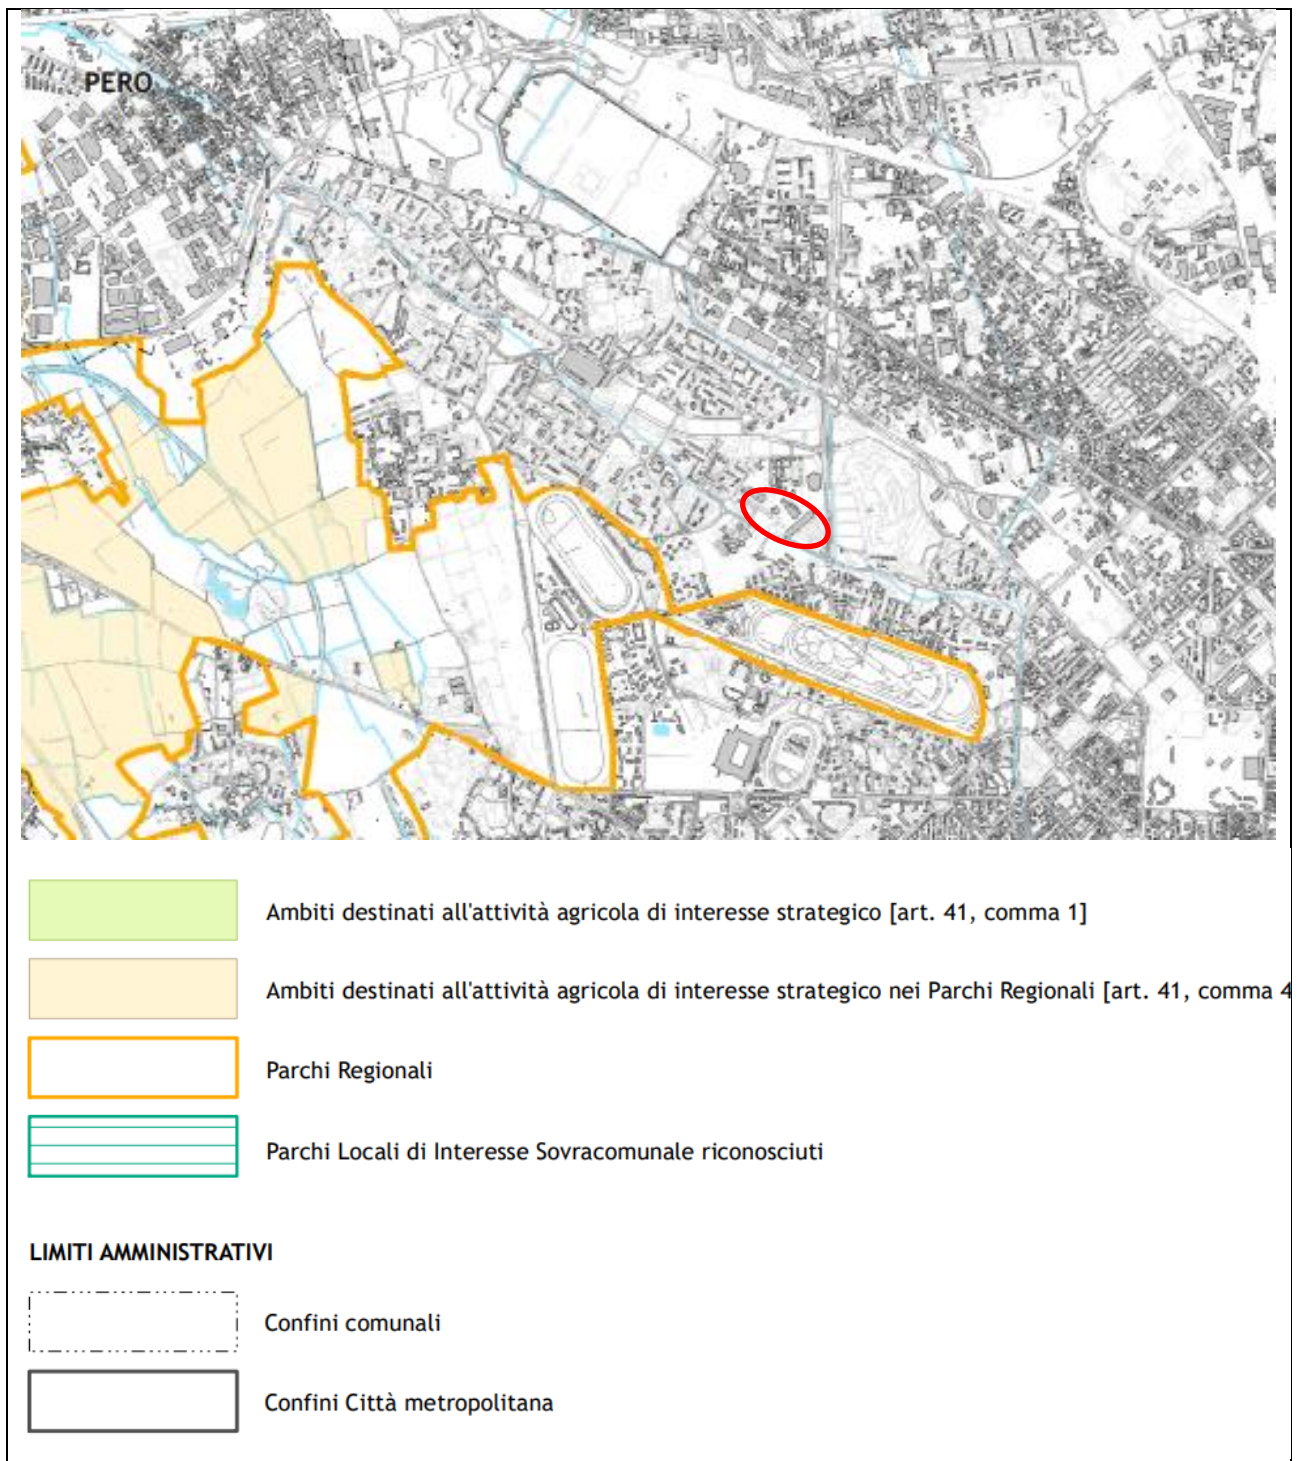 PERO
Ambiti destinati all'attività agricola di interesse strategico [art. 41, comma 1]
Ambiti destinati all'attività agricola di interesse strategico nei Parchi Regionali [art. 41, comma 4
Parchi Regionali
Parchi Locali di Interesse Sovracomunale riconosciuti
LIMITI AMMINISTRATIVI
Confini comunali
Confini Città metropolitana